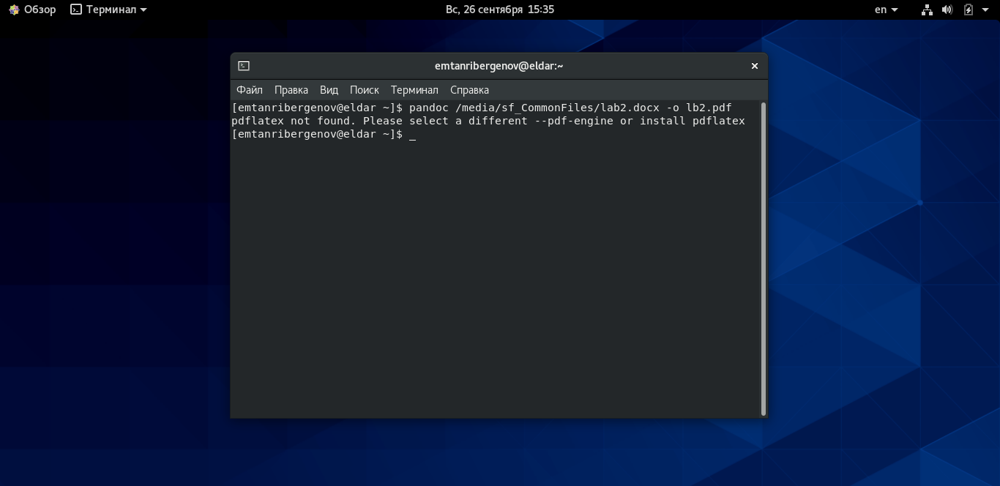 Обзор Терминал Вс, 26 сентября 15:35 en
emtanribergenov@eldar:~
Файл Правка Вид Поиск Терминал Справка
[emtanribergenov@eldar ~]$ pandoc /media/sf_CommonFiles/lab2.docx -o lb2.pdf
pdflatex not found. Please select a different --pdf-engine or install pdflatex
[emtanribergenov@eldar ~]$ _